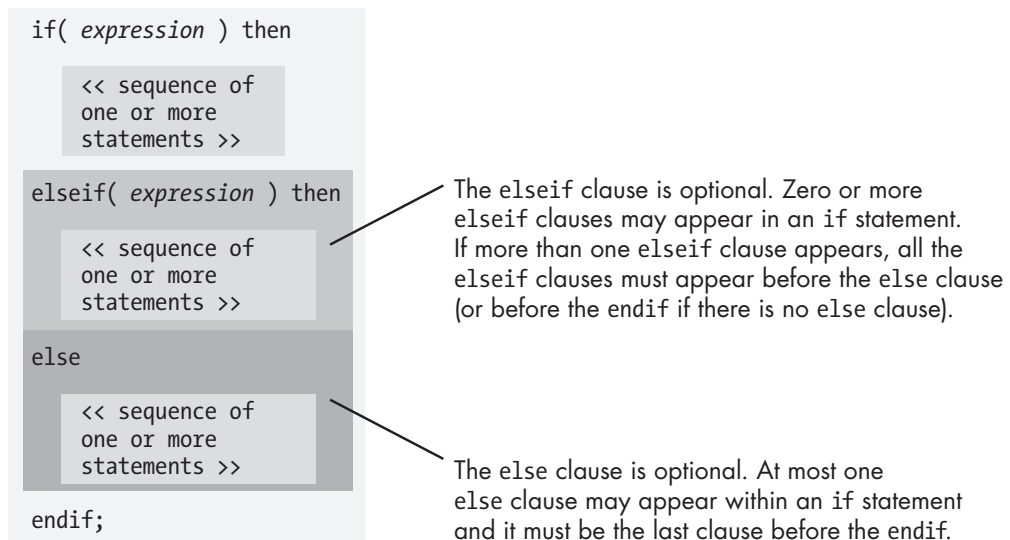 if( expression ) then
<< sequence of
one or more
statements >>
elseif( expression ) then
<< sequence of
one or more
statements >>
The elseif clause is optional. Zero or more
elseif clauses may appear in an if statement.
If more than one elseif clause appears, all the
elseif clauses must appear before the else clause
(or before the endif if there is no else clause).
else
<< sequence of
one or more
statements >>
The else clause is optional. At most one
else clause may appear within an if statement
and it must be the last clause before the endif.
endif;